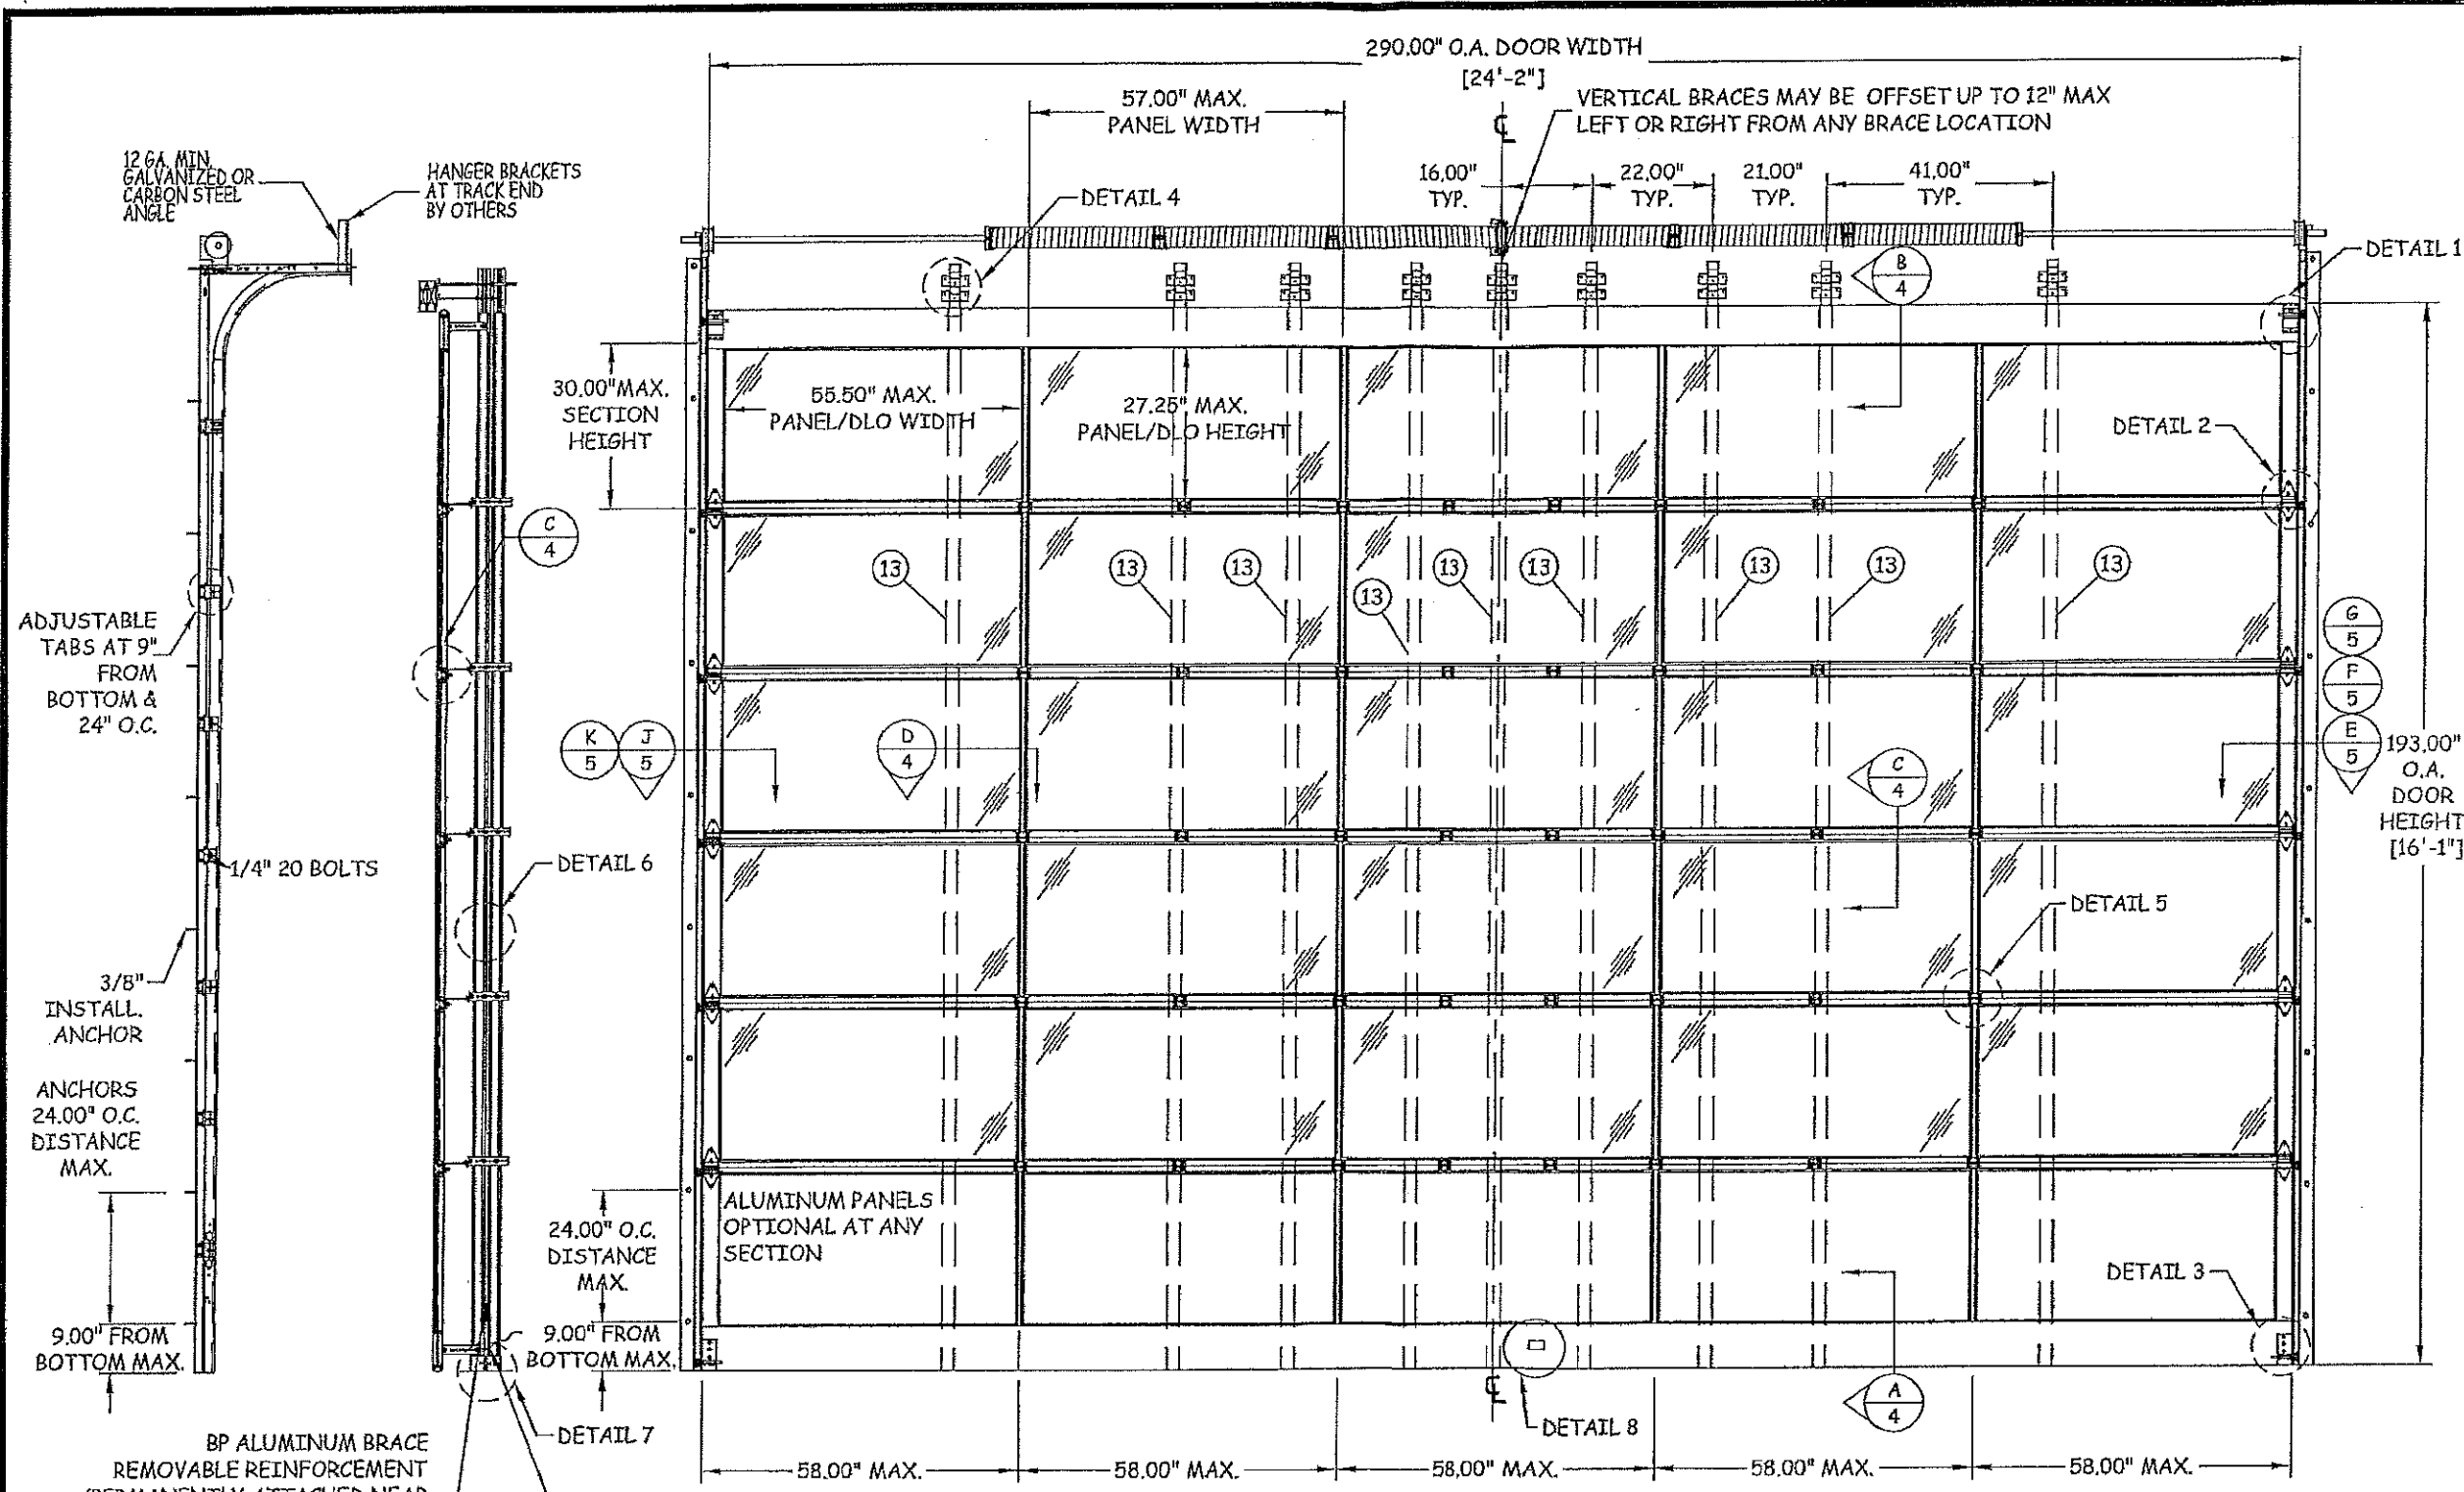 290.00" O.A. DOOR WIDTH
[24'-2"]
57.00" MAX.
PANEL WIDTH
VERTICAL BRACES MAY BE OFFSET UP TO 12" MAX
LEFT OR RIGHT FROM ANY BRACE LOCATION
12 GA. MIN.
GALVANIZED OR
CARBON STEEL
ANGLE
HANGER BRACKETS
AT TRACK END
BY OTHERS
DETAIL 4
16.00"
TYP.
22.00"
TYP.
21.00"
TYP.
41.00"
TYP.
DETAIL 1
B
4
30.00" MAX.
SECTION
HEIGHT
55.50" MAX.
PANEL/DLO WIDTH
27.25" MAX.
PANEL/DLO HEIGHT
DETAIL 2
C
4
13
13
13
13
13
13
13
13
13
ADJUSTABLE
TABS AT 9"
FROM
BOTTOM &
24" O.C.
G
5
F
5
E
5
K
5
J
5
D
4
C
4
193.00"
O.A.
DOOR
HEIGHT
[16'-1"]
1/4" 20 BOLTS
DETAIL 6
DETAIL 5
3/8"
INSTALL.
ANCHOR
ANCHORS
24.00" O.C.
DISTANCE
MAX.
24.00" O.C.
DISTANCE
MAX.
ALUMINUM PANELS
OPTIONAL AT ANY
SECTION
DETAIL 3
9.00" FROM
BOTTOM MAX.
9.00" FROM
BOTTOM MAX.
A
4
DETAIL 7
DETAIL 8
BP ALUMINUM BRACE
REMOVABLE REINFORCEMENT
(PERMANENTLY ATTACHED NEAR
58.00" MAX.
58.00" MAX.
58.00" MAX.
58.00" MAX.
58.00" MAX.